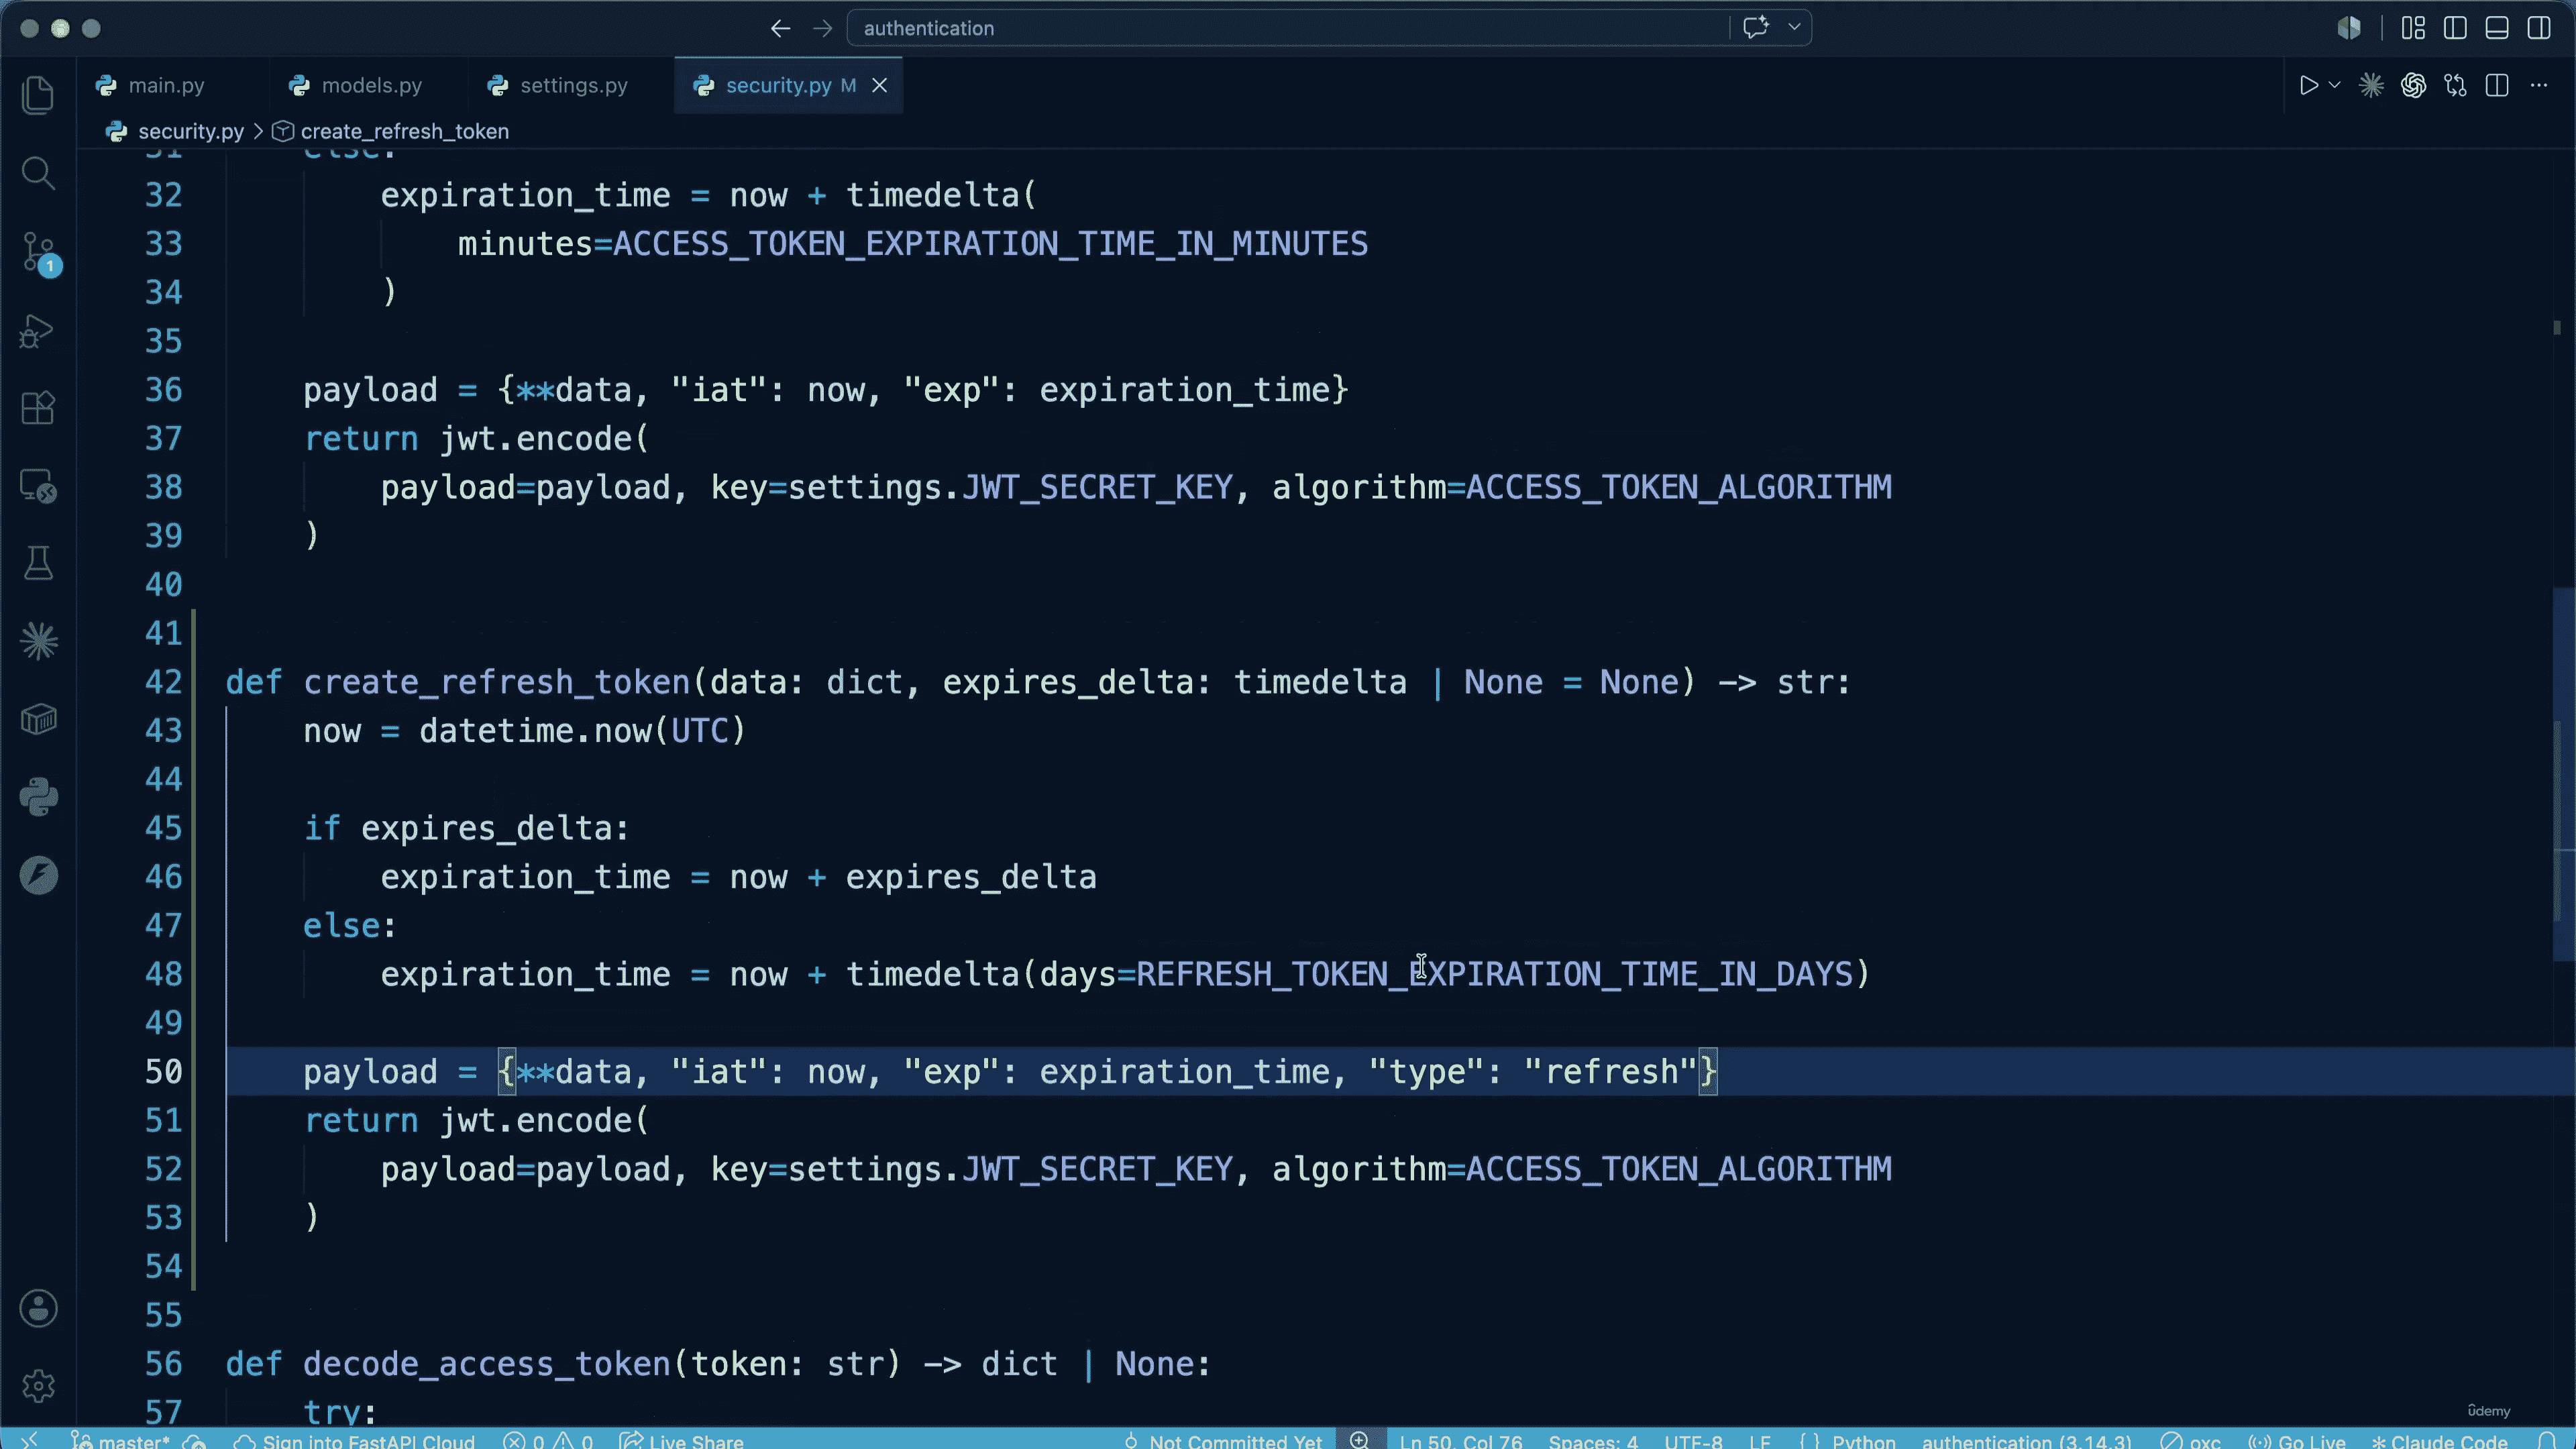 authentication
main.py
models.py
settings.py
security.py M
security.py > create_refresh_token
31 else:
32 expiration_time = now + timedelta(
33 minutes=ACCESS_TOKEN_EXPIRATION_TIME_IN_MINUTES
34 )
35
36 payload = {**data, "iat": now, "exp": expiration_time}
37 return jwt.encode(
38 payload=payload, key=settings.JWT_SECRET_KEY, algorithm=ACCESS_TOKEN_ALGORITHM
39 )
40
41
42 def create_refresh_token(data: dict, expires_delta: timedelta | None = None) -> str:
43 now = datetime.now(UTC)
44
45 if expires_delta:
46 expiration_time = now + expires_delta
47 else:
48 expiration_time = now + timedelta(days=REFRESH_TOKEN_EXPIRATION_TIME_IN_DAYS)
49
50 payload = {**data, "iat": now, "exp": expiration_time, "type": "refresh"}
51 return jwt.encode(
52 payload=payload, key=settings.JWT_SECRET_KEY, algorithm=ACCESS_TOKEN_ALGORITHM
53 )
54
55
56 def decode_access_token(token: str) -> dict | None:
57 try:
1
ûdemy
master* Sign into FastAPI Cloud 0 0 Live Share Not Committed Yet Ln 50, Col 76 Spaces: 4 UTF-8 LF { } Python authentication (3.14.3) oxc Go Live Claude Code